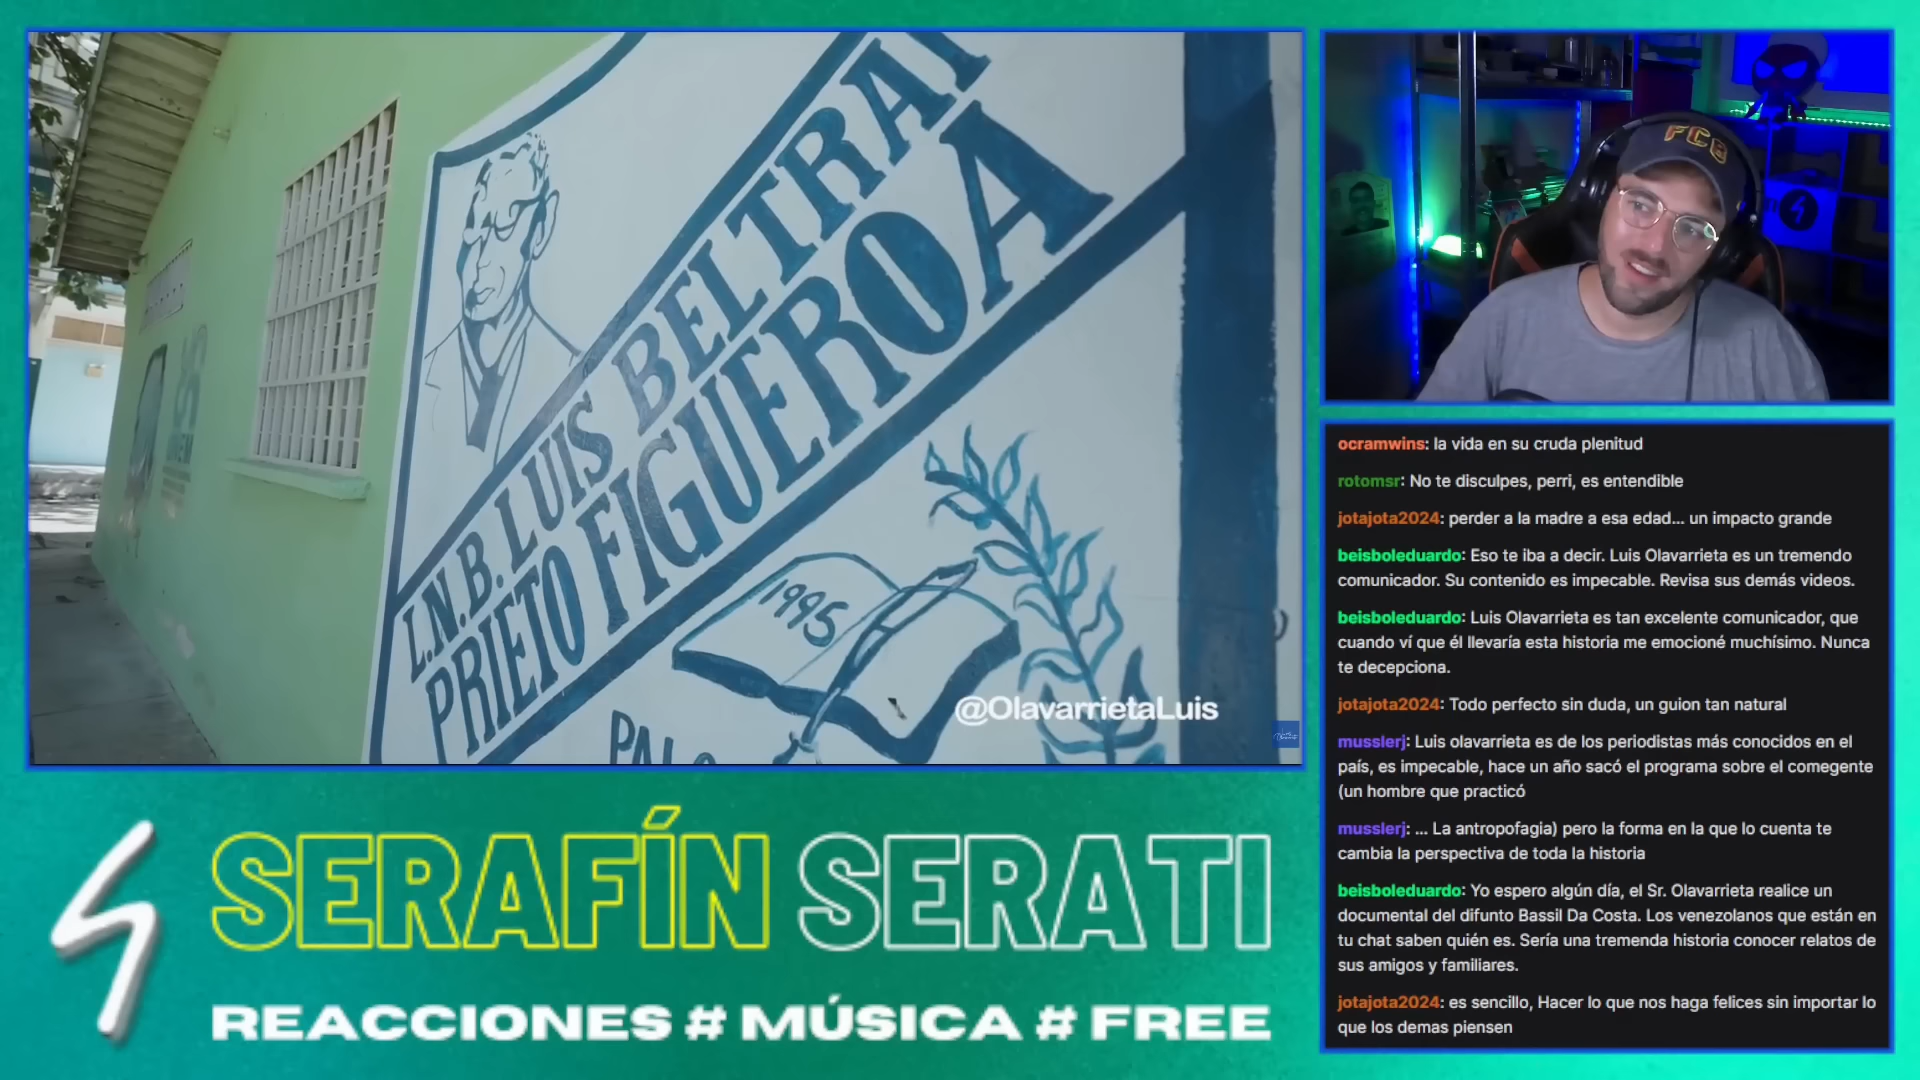 L.N.B. LUIS BELTRAN
PRIETO FIGUEROA
1995
PALO
@OlavarrietaLuis
FCB
ocramwins: la vida en su cruda plenitud
rotomsr: No te disculpes, perri, es entendible
jotajota2024: perder a la madre a esa edad... un impacto grande
beisboleduardo: Eso te iba a decir. Luis Olavarrieta es un tremendo
comunicador. Su contenido es impecable. Revisa sus demás videos.
beisboleduardo: Luis Olavarrieta es tan excelente comunicador, que
cuando ví que él llevaría esta historia me emocioné muchísimo. Nunca
te decepciona.
jotajota2024: Todo perfecto sin duda, un guion tan natural
musslerj: Luis olavarrieta es de los periodistas más conocidos en el
país, es impecable, hace un año sacó el programa sobre el comegente
(un hombre que practicó
musslerj: ... La antropofagia) pero la forma en la que lo cuenta te
cambia la perspectiva de toda la historia
beisboleduardo: Yo espero algún día, el Sr. Olavarrieta realice un
documental del difunto Bassil Da Costa. Los venezolanos que están en
tu chat saben quién es. Sería una tremenda historia conocer relatos de
sus amigos y familiares.
jotajota2024: es sencillo, Hacer lo que nos haga felices sin importar lo
que los demas piensen
SERAFÍN SERATI
REACCIONES # MÚSICA # FREE